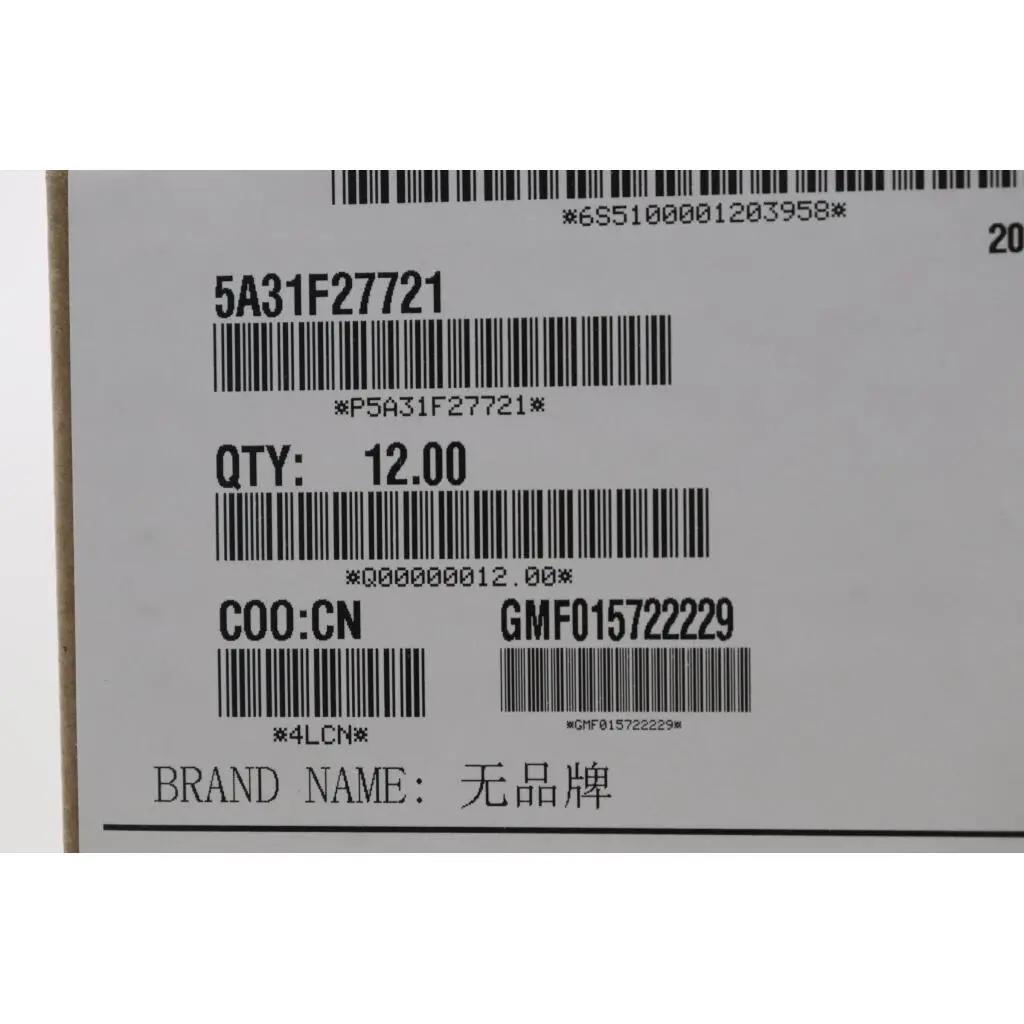 *6S5100001203958*
20
5A31F27721
*P5A31F27721*
QTY: 12.00
*Q00000012.00*
COO:CN GMF015722229
*4LCN* *GMF015722229*
BRAND NAME: 无品牌